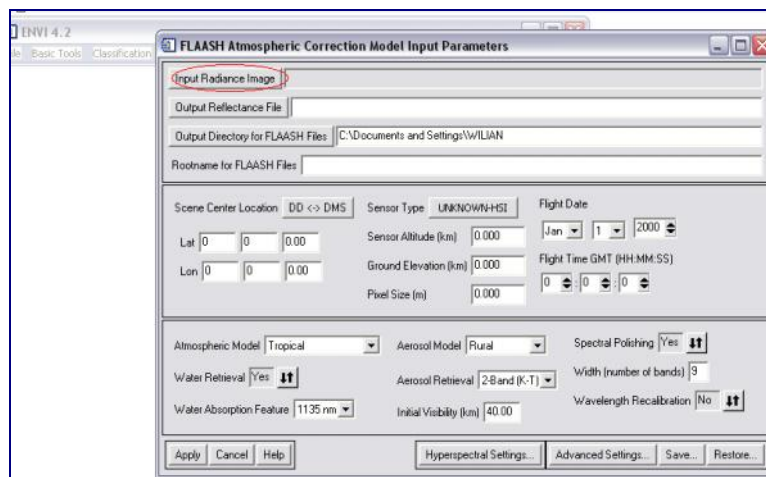 ENVI 4.2
Basic Tools Classification
FLAASH Atmospheric Correction Model Input Parameters
Input Radiance Image
Output Reflectance File
Output Directory for FLAASH Files C:\Documents and Settings\WILIAN
Rootname for FLAASH Files
Scene Center Location DD <-> DMS Sensor Type UNKNOWN-HSI Flight Date
Lat 0 0 0.00 Sensor Altitude (km) 0.000 Jan 1 2000
Lon 0 0 0.00 Ground Elevation (km) 0.000 Flight Time GMT (HH:MM:SS)
Pixel Size (m) 0.000 0 : 0 : 0
Atmospheric Model Tropical Aerosol Model Rural Spectral Polishing Yes
Water Retrieval Yes Aerosol Retrieval 2-Band (K-T) Width (number of bands) 9
Water Absorption Feature 1135 nm Initial Visibility (km) 40.00 Wavelength Recalibration No
Apply Cancel Help Hyperspectral Settings... Advanced Settings... Save... Restore...